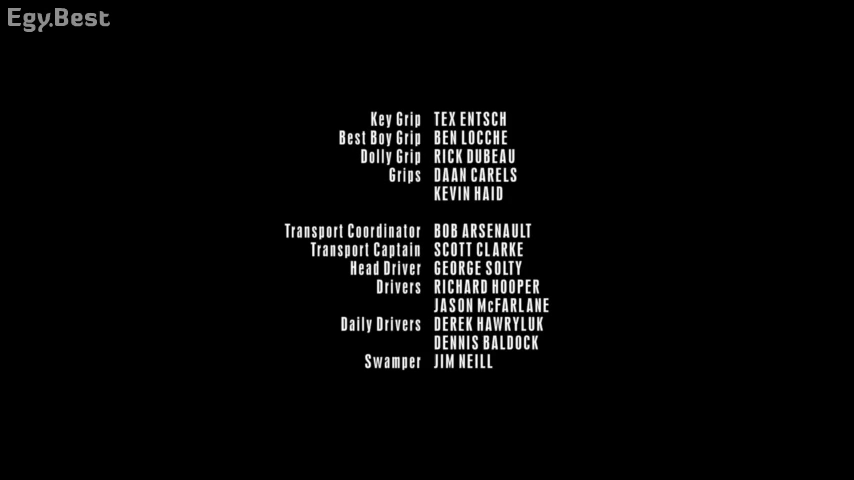 Egy.Best
Key Grip TEX ENTSCH
Best Boy Grip BEN LOCCHE
Dolly Grip RICK DUBEAU
Grips DAAN CARELS
KEVIN HAID
Transport Coordinator BOB ARSENAULT
Transport Captain SCOTT CLARKE
Head Driver GEORGE SOLTY
Drivers RICHARD HOOPER
JASON McFARLANE
Daily Drivers DEREK HAWRYLUK
DENNIS BALDOCK
Swamper JIM NEILL